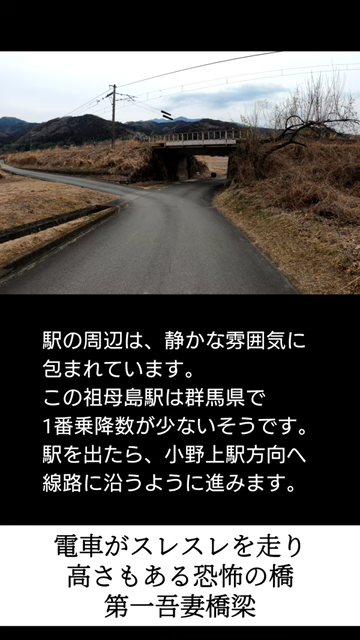 駅の周辺は、静かな雰囲気に
包まれています。
この祖母島駅は群馬県で
1番乗降数が少ないそうです。
駅を出たら、小野上駅方向へ
線路に沿うように進みます。
電車がスレスレを走り
高さもある恐怖の橋
第一吾妻橋梁